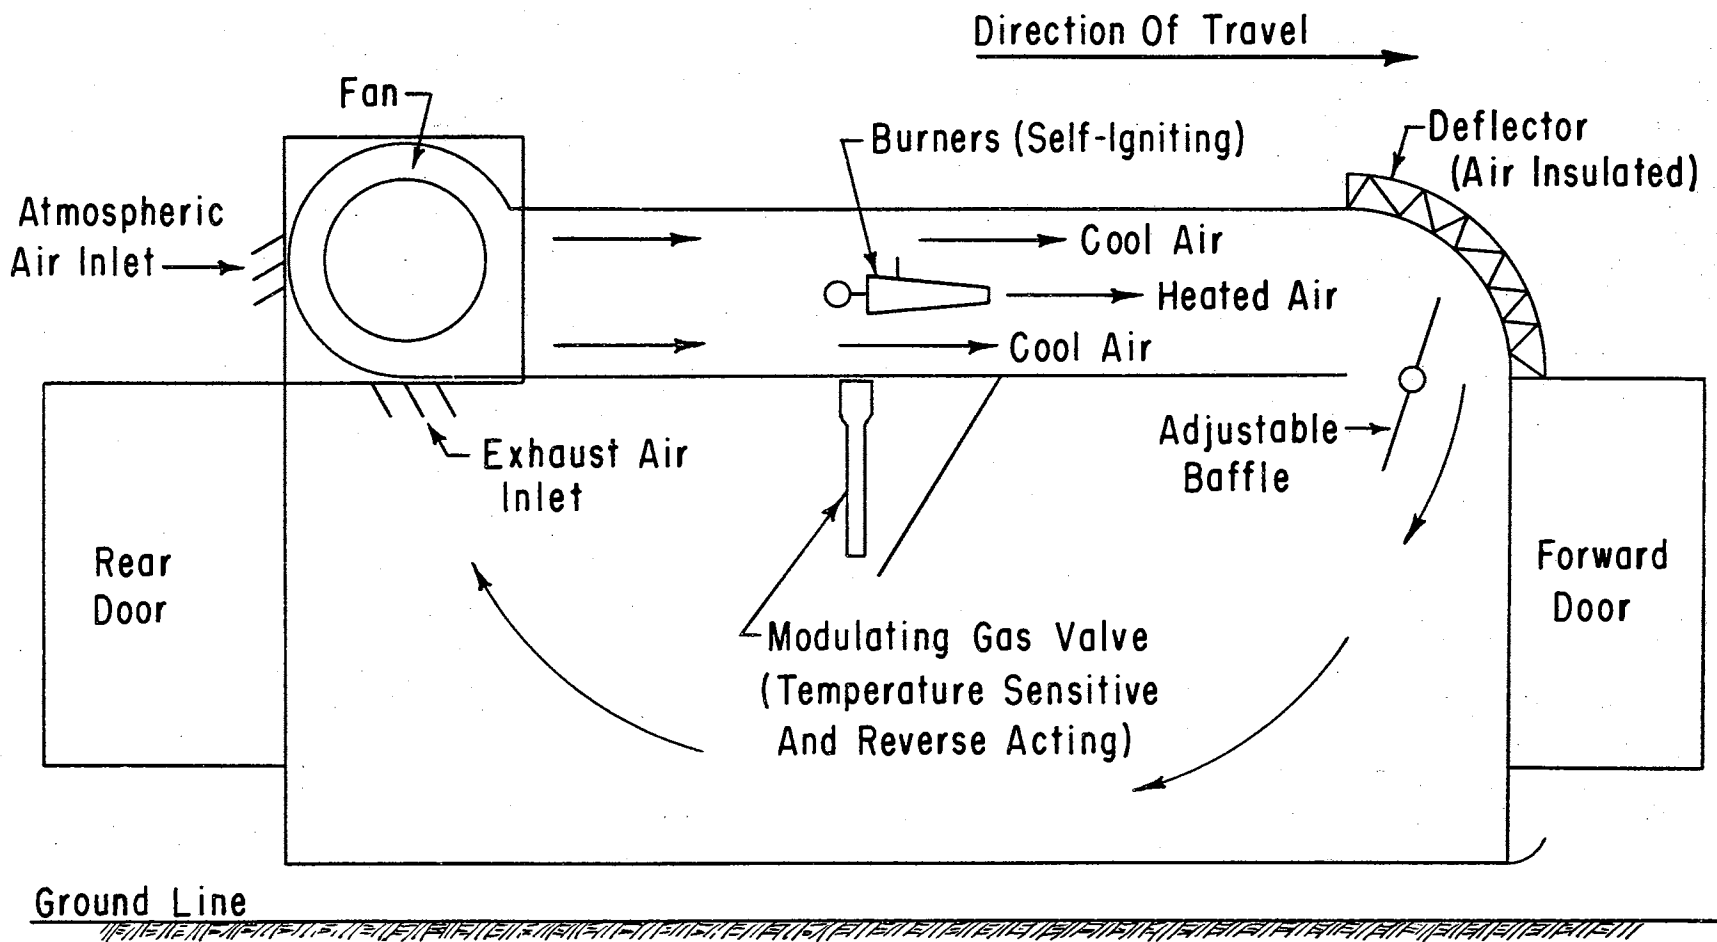 Direction Of Travel
Fan
Burners (Self-Igniting)
Deflector
(Air Insulated)
Atmospheric
Air Inlet
Cool Air
Heated Air
Cool Air
Adjustable
Baffle
Exhaust Air
Inlet
Rear
Door
Forward
Door
Modulating Gas Valve
(Temperature Sensitive
And Reverse Acting)
Ground Line